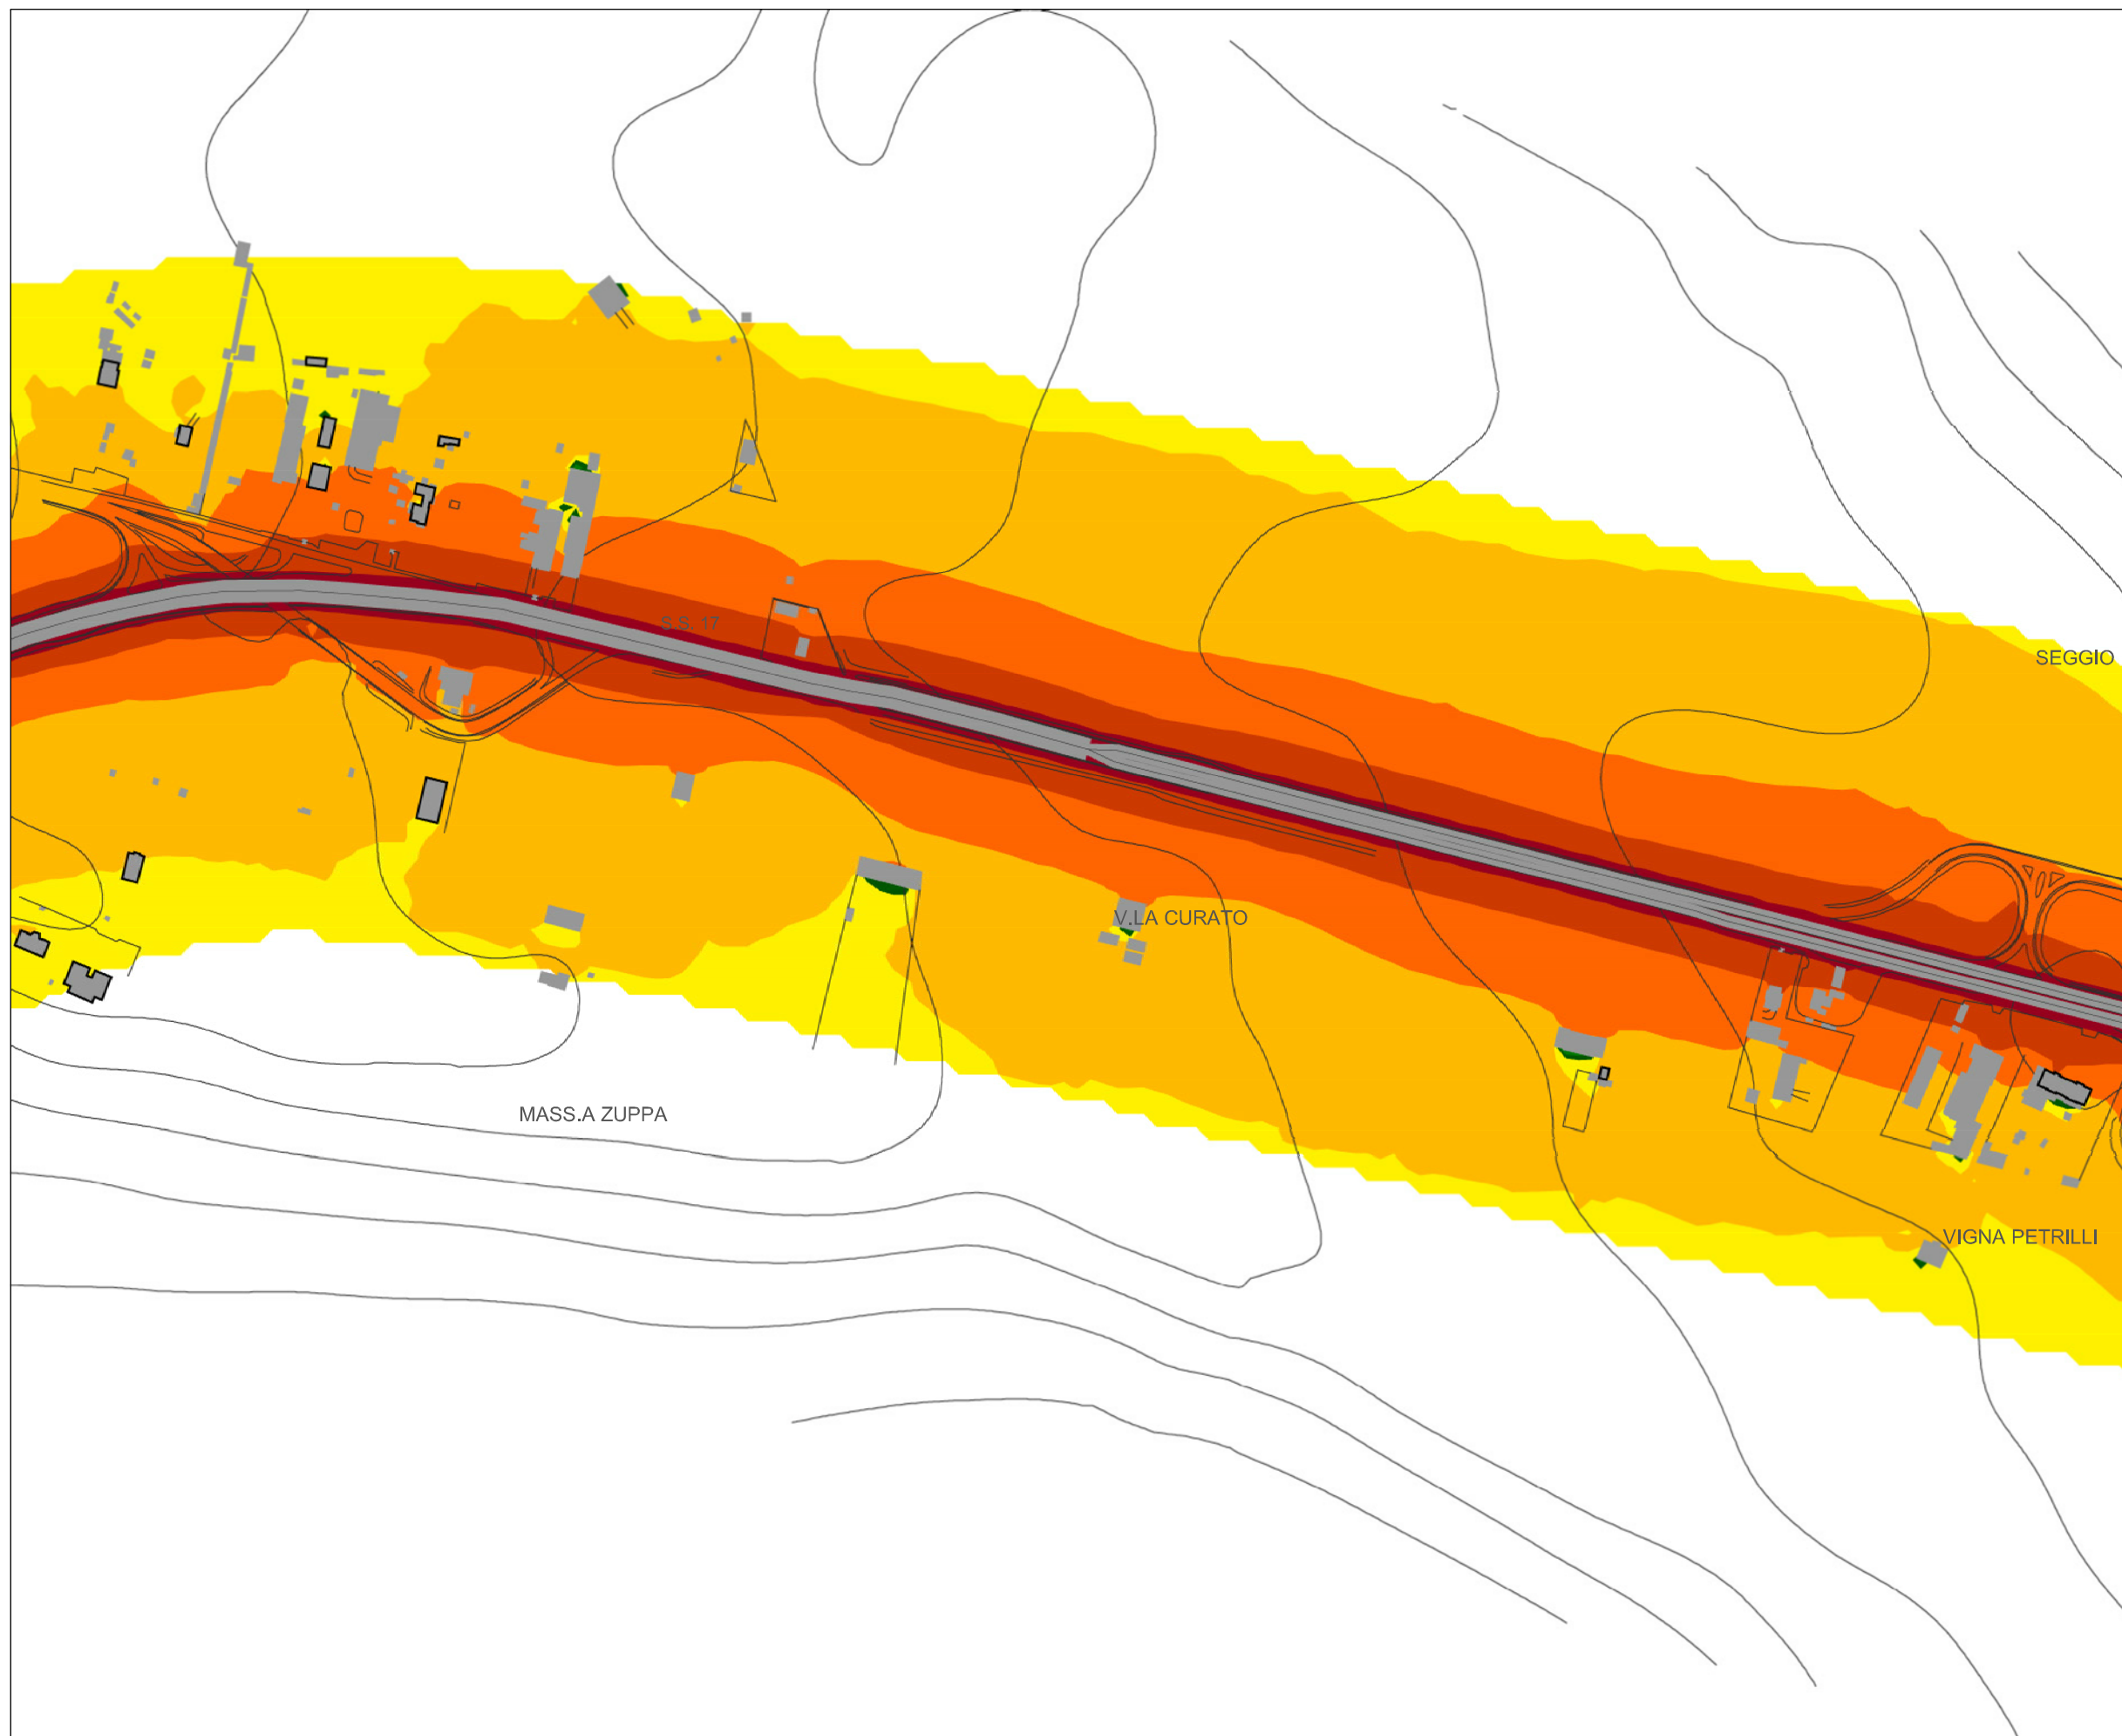 S.S. 17
SEGGIO
V.LA CURATO
MASS.A ZUPPA
VIGNA PETRILLI